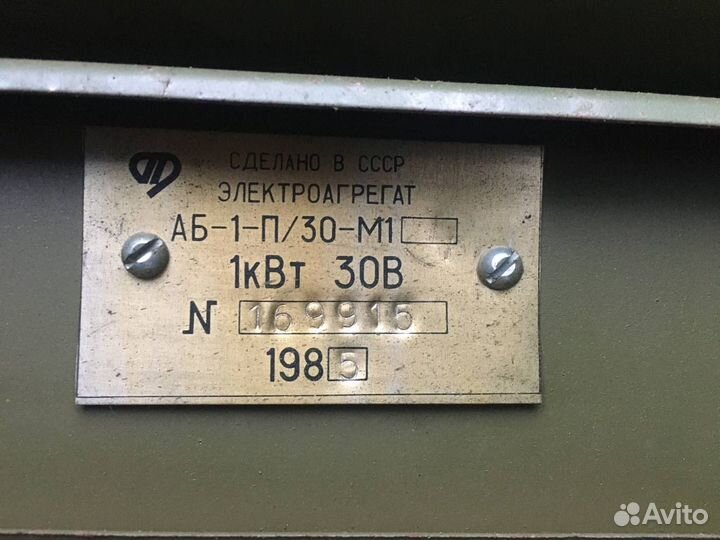 СДЕЛАНО В СССР
ЭЛЕКТРОАГРЕГАТ
АБ-1-П/30-М1
1кВт 30В
N 169915
1985
Avito